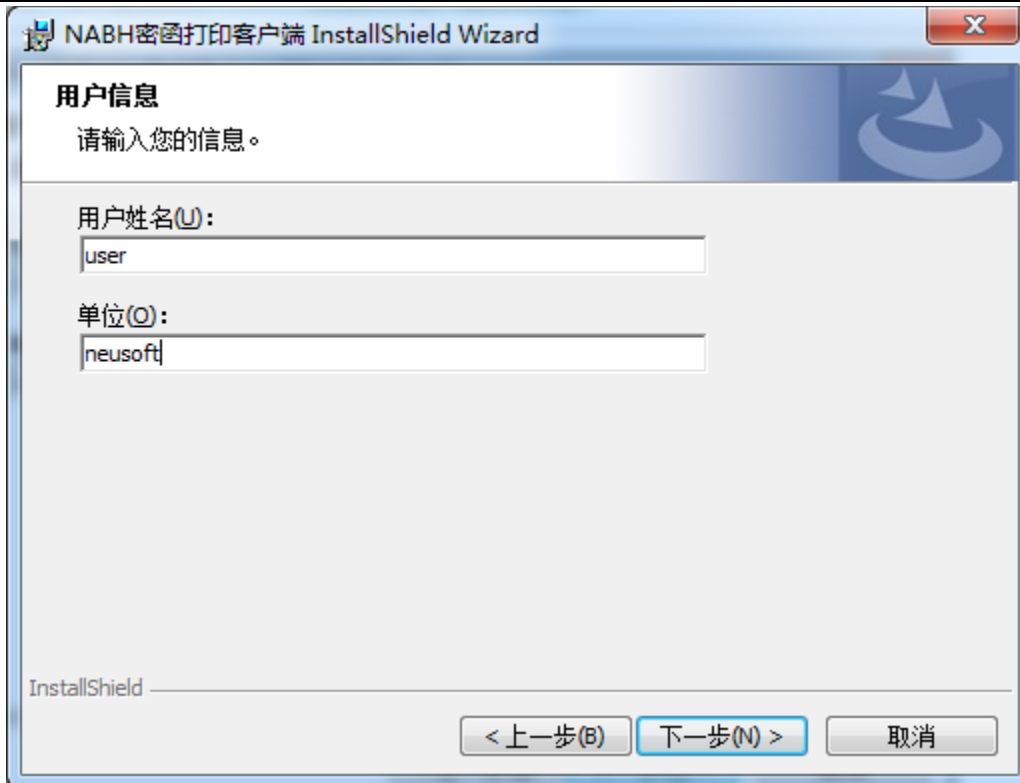 NABH密函打印客户端 InstallShield Wizard
用户信息
请输入您的信息。
用户姓名(U):
user
单位(O):
neusoft
InstallShield
< 上一步(B)
下一步(N) >
取消